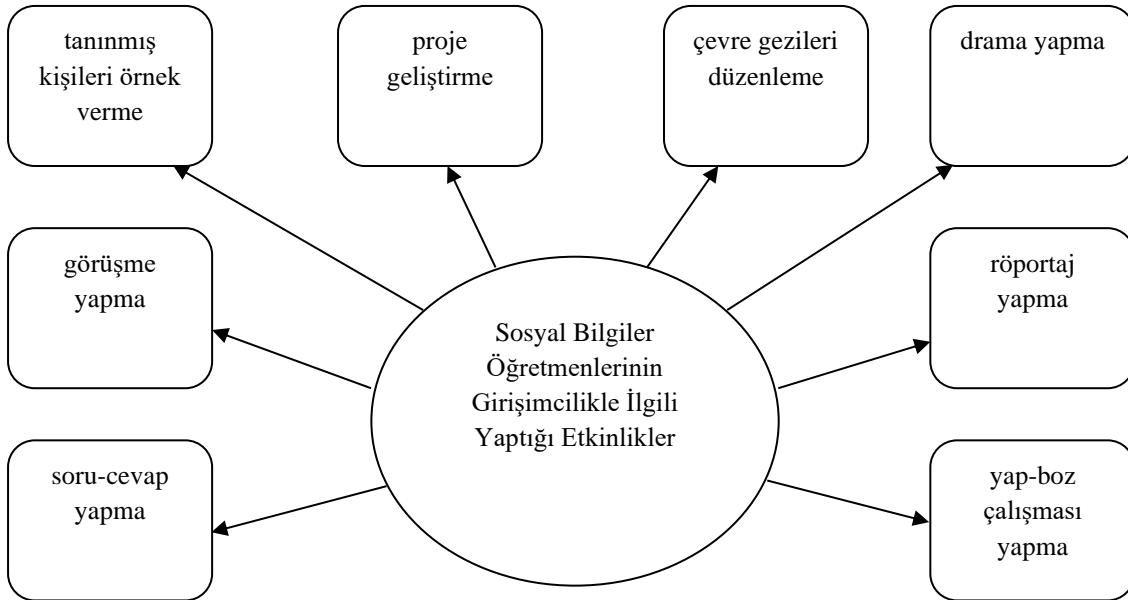 tanınmış
kişileri örnek
verme
proje
geliştirme
çevre gezileri
düzenleme
drama yapma
görüşme
yapma
röportaj
yapma
Sosyal Bilgiler
Öğretmenlerinin
Girişimcilikle İlgili
Yaptığı Etkinlikler
soru-cevap
yapma
yap-boz
çalışması
yapma